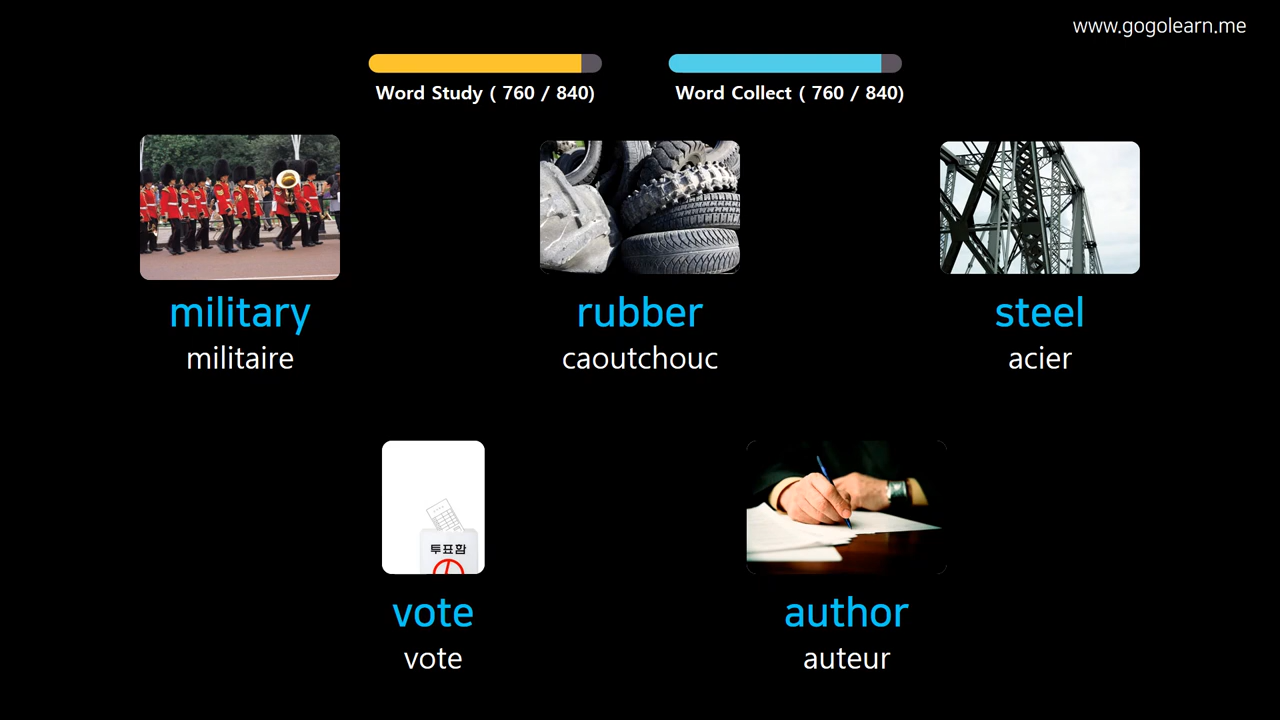 www.gogolearn.me
Word Study ( 760 / 840)
Word Collect ( 760 / 840)
military
militaire
rubber
caoutchouc
steel
acier
투표함
vote
vote
author
auteur